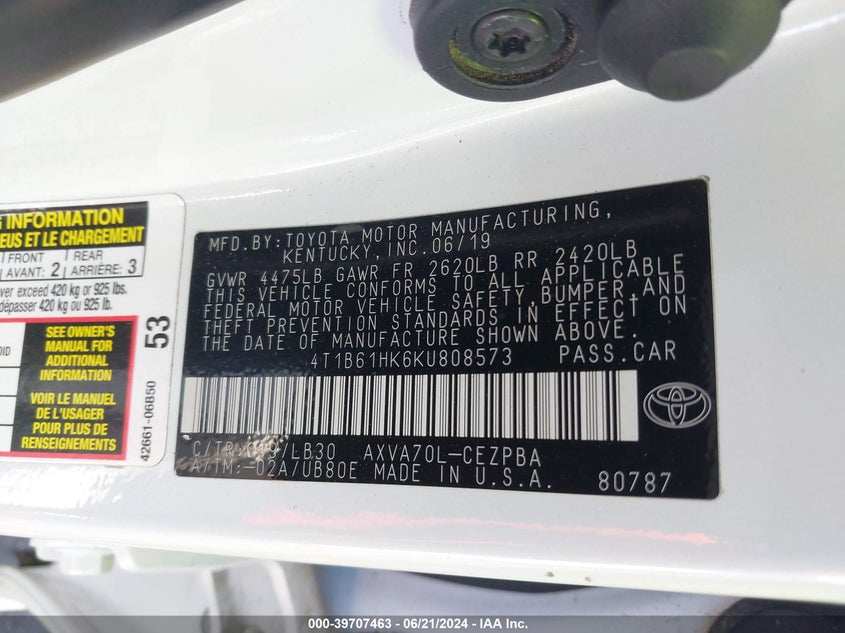 G INFORMATION
EUS ET LE CHARGEMENT
FRONT
AVANT: 2
REAR
ARRIÈRE: 3
ver exceed 420 kg or 925 lbs.
dépasser 420 kg ou 925 lb.
SEE OWNER'S
MANUAL FOR
ADDITIONAL
INFORMATION
VOIR LE MANUEL
DE L'USAGER
POUR PLUS DE
RENSEIGNEMENTS
53
42661-06B50
MFD. BY: TOYOTA MOTOR MANUFACTURING,
KENTUCKY, INC. 06/19
GVWR 4475LB GAWR FR 2620LB RR 2420LB
THIS VEHICLE CONFORMS TO ALL APPLICABLE
FEDERAL MOTOR VEHICLE SAFETY, BUMPER AND
THEFT PREVENTION STANDARDS IN EFFECT ON
THE DATE OF MANUFACTURE SHOWN ABOVE.
4T1B61HK6KU808573 PASS.CAR
C/TR: /LB30 AXVA70L-CEZPBA
A/TM:-02A/UB80E MADE IN U.S.A. 80787
000-39707463 - 06/21/2024 - IAA Inc.